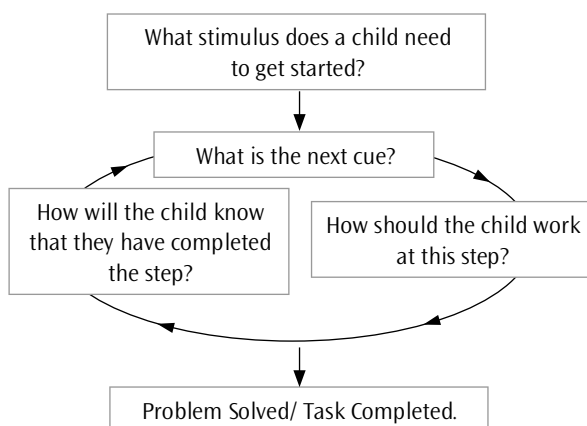 What stimulus does a child need
to get started?
What is the next cue?
How will the child know
that they have completed
the step?
How should the child work
at this step?
Problem Solved/ Task Completed.